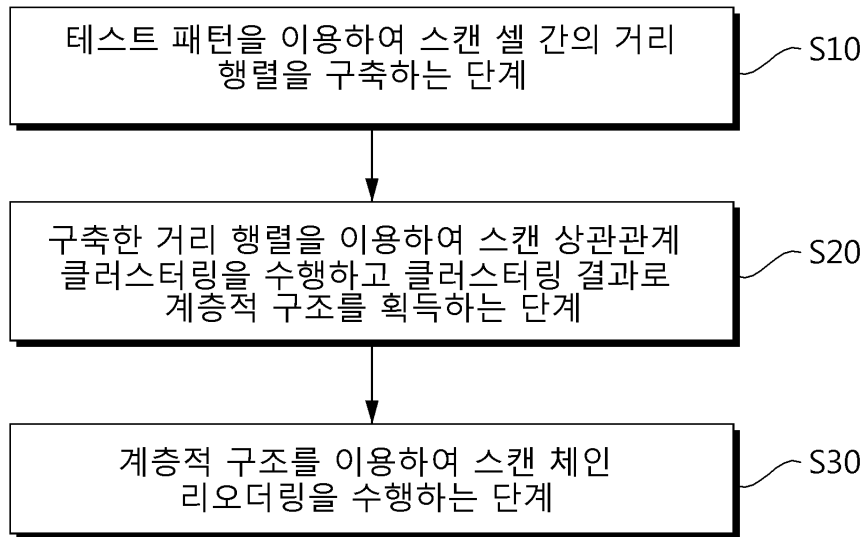 테스트 패턴을 이용하여 스캔 셀 간의 거리
행렬을 구축하는 단계
S10
구축한 거리 행렬을 이용하여 스캔 상관관계
클러스터링을 수행하고 클러스터링 결과로
계층적 구조를 획득하는 단계
S20
계층적 구조를 이용하여 스캔 체인
리오더링을 수행하는 단계
S30